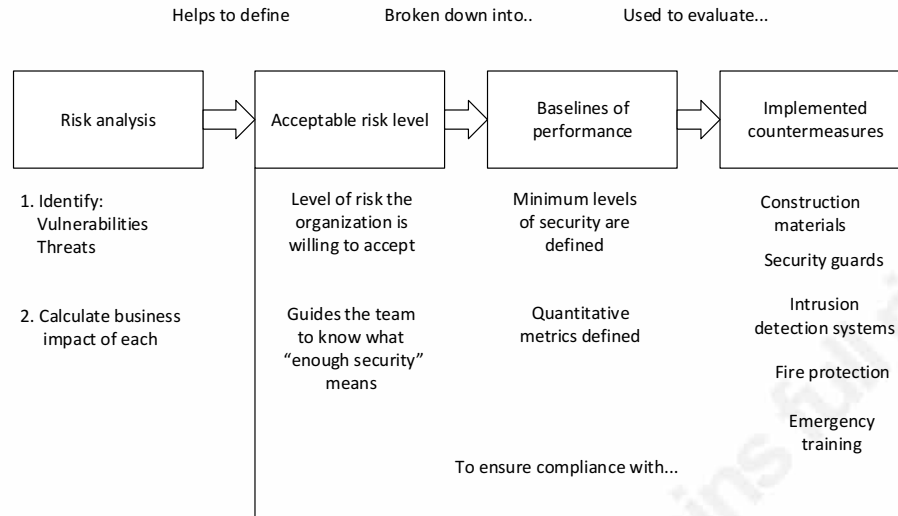 Helps to define
Broken down into..
Used to evaluate...
Risk analysis
Acceptable risk level
Baselines of
performance
Implemented
countermeasures
1. Identify:
Vulnerabilities
Threats
2. Calculate business
impact of each
Level of risk the
organization is
willing to accept
Guides the team
to know what
“enough security”
means
Minimum levels
of security are
defined
Quantitative
metrics defined
Construction
materials
Security guards
Intrusion
detection systems
Fire protection
Emergency
training
To ensure compliance with...